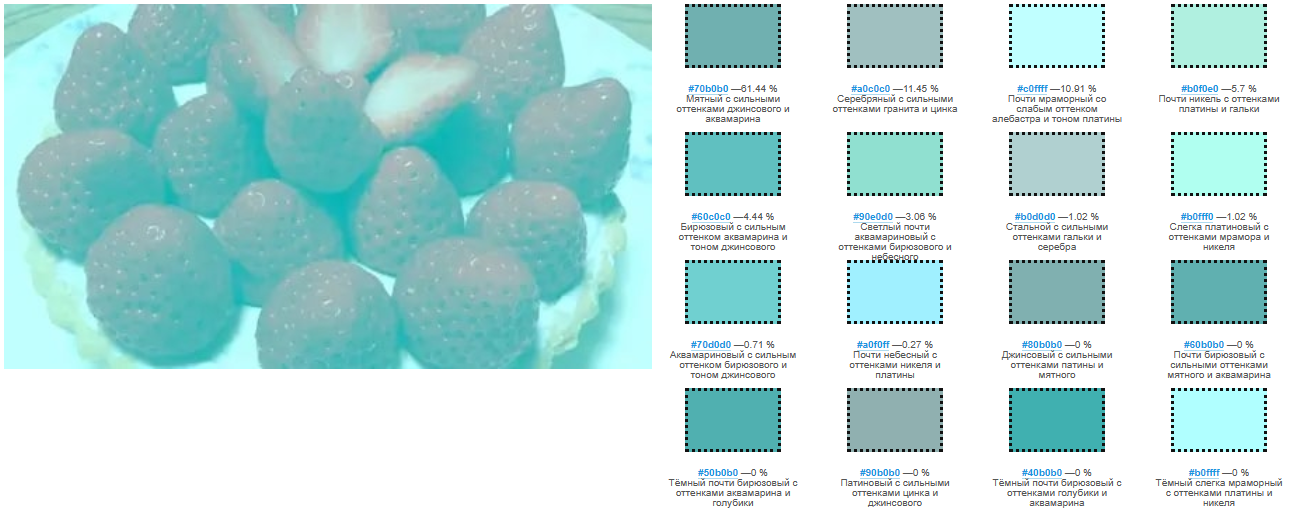 #70b0b0 —61.44 %
Мятный с сильными
оттенками джинсового и
аквамарина
#a0c0c0 —11.45 %
Серебряный с сильными
оттенками гранита и цинка
#c0ffff —10.91 %
Почти мраморный со
слабым оттенком
алебастра и тоном платины
#b0f0e0 —5.7 %
Почти никель с оттенками
платины и гальки
#60c0c0 —4.44 %
Бирюзовый с сильным
оттенком аквамарина и
тоном джинсового
#90e0d0 —3.06 %
Светлый почти
аквамариновый с
оттенками бирюзового и
небесного
#b0d0d0 —1.02 %
Стальной с сильными
оттенками гальки и
серебра
#b0fff0 —1.02 %
Слегка платиновый с
оттенками мрамора и
никеля
#70d0d0 —0.71 %
Аквамариновый с сильным
оттенком бирюзового и
тоном джинсового
#a0f0ff —0.27 %
Почти небесный с
оттенками никеля и
платины
#80b0b0 —0 %
Джинсовый с сильными
оттенками патины и
мятного
#60b0b0 —0 %
Почти бирюзовый с
сильными оттенками
мятного и аквамарина
#50b0b0 —0 %
Тёмный почти бирюзовый с
оттенками аквамарина и
голубики
#90b0b0 —0 %
Патиновый с сильными
оттенками цинка и
джинсового
#40b0b0 —0 %
Тёмный почти бирюзовый с
оттенками голубики и
аквамарина
#b0ffff —0 %
Тёмный слегка мраморный
с оттенками платины и
никеля